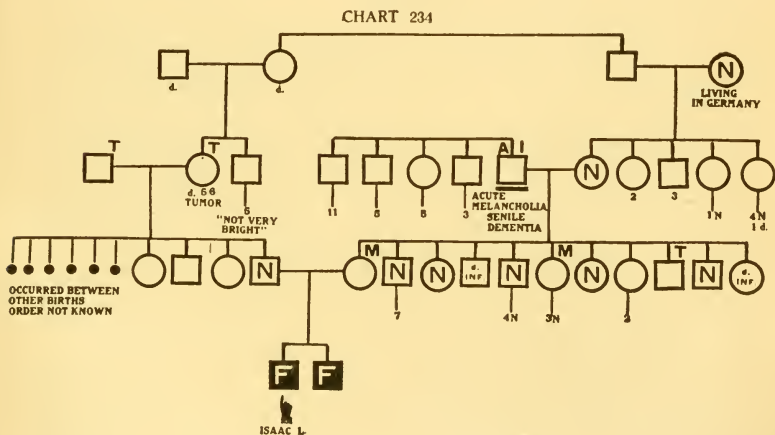 CHART 234
d.
d.
N
LIVING
IN GERMANY
T
T
A I
N
d. 56
TUMOR
5
"NOT VERY
BRIGHT"
11
5
5
3
ACUTE
MELANCHOLIA
SENILE
DEMENTIA
2
3
1N
4N
1 d.
N
M
N
N
d.
INF
N
M
N
T
N
d.
INF
OCCURRED BETWEEN
OTHER BIRTHS
ORDER NOT KNOWN
7
4N
3N
2
F
F
ISAAC L.